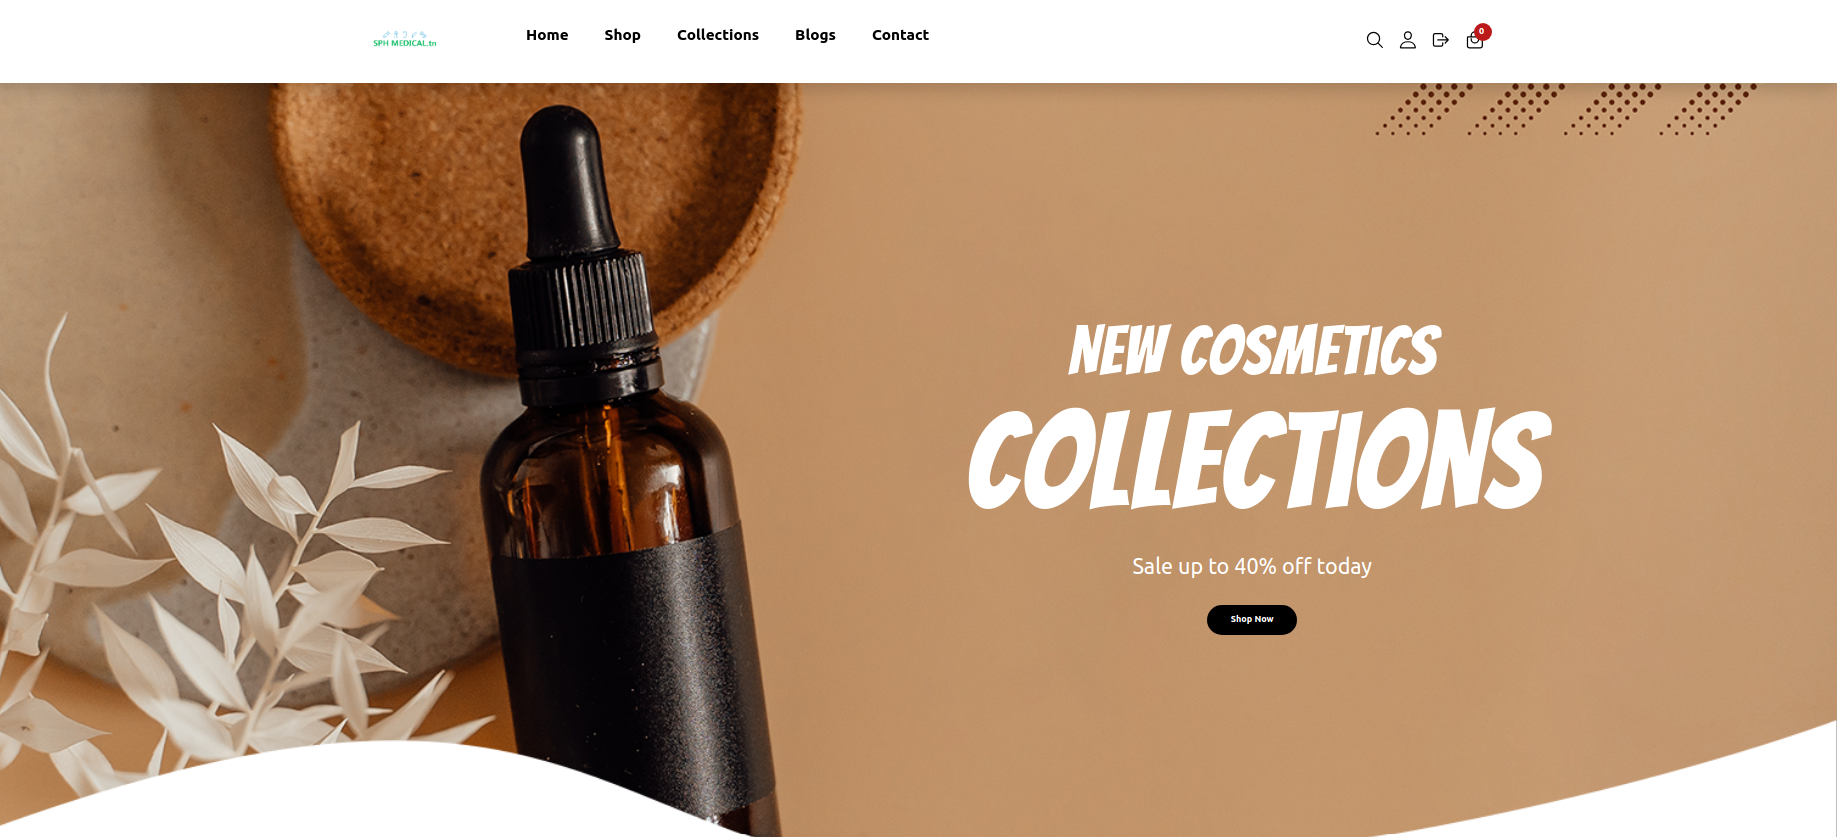 SPH MEDICAL.tn
Home Shop Collections Blogs Contact
0
NEW COSMETICS
COLLECTIONS
Sale up to 40% off today
Shop Now